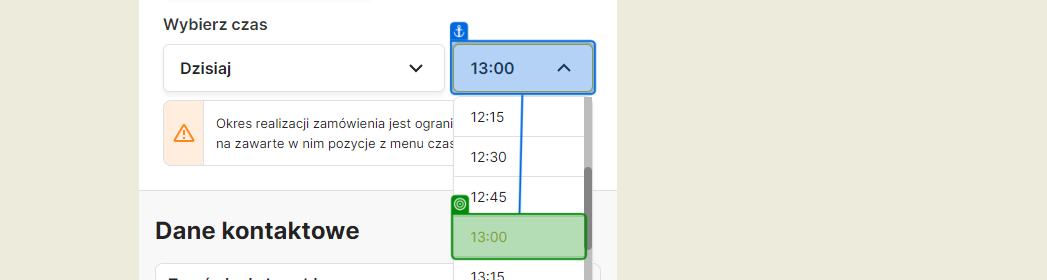 Wybierz czas
Dzisiaj
13:00
Okres realizacji zamówienia jest ograni
na zawarte w nim pozycje z menu czas
12:15
12:30
12:45
13:00
13:15
Dane kontaktowe